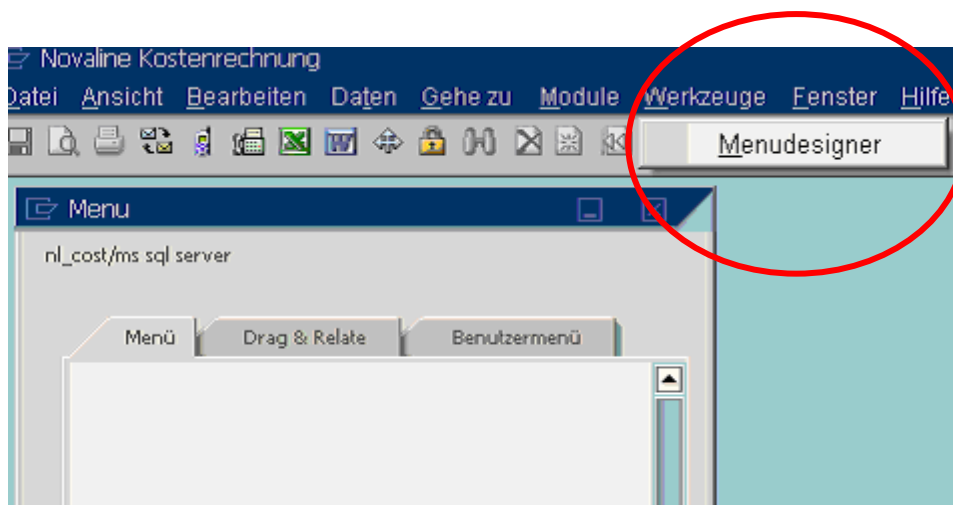 Novaline Kostenrechnung
Datei Ansicht Bearbeiten Daten Gehe zu Module Werkzeuge Fenster Hilfe
Menudesigner
Menu
nl_cost/ms sql server
Menü Drag & Relate Benutzermenü